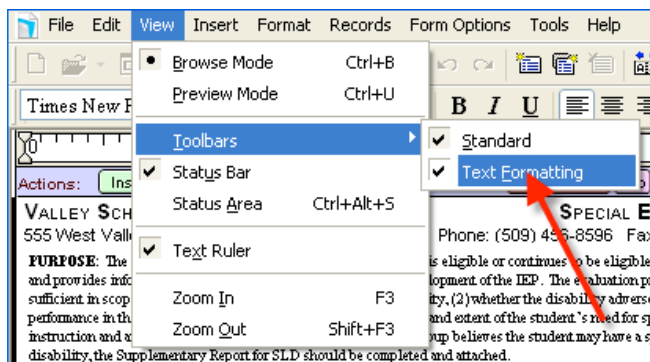 File Edit View Insert Format Records Form Options Tools Help
Browse Mode Ctrl+B
Preview Mode Ctrl+U
Times New B I U
Toolbars
Standard
Status Bar
Text Formatting
Actions: Ins
Status Area Ctrl+Alt+S
VALLEY SCH SPECIAL E
555 West Vall Phone: (509) 456-8596 Fax
Text Ruler
PURPOSE: The is eligible or continues to be eligible
and provides info lopment of the IEP. The evaluation pr
Zoom In F3
sufficient in scop ity, (2) whether the disability adverse
performance in th and extent of the student's need for sp
Zoom Out Shift+F3
instruction and a up believes the student may have a s
disability, the Supplementary Report for SLD should be completed and attached.